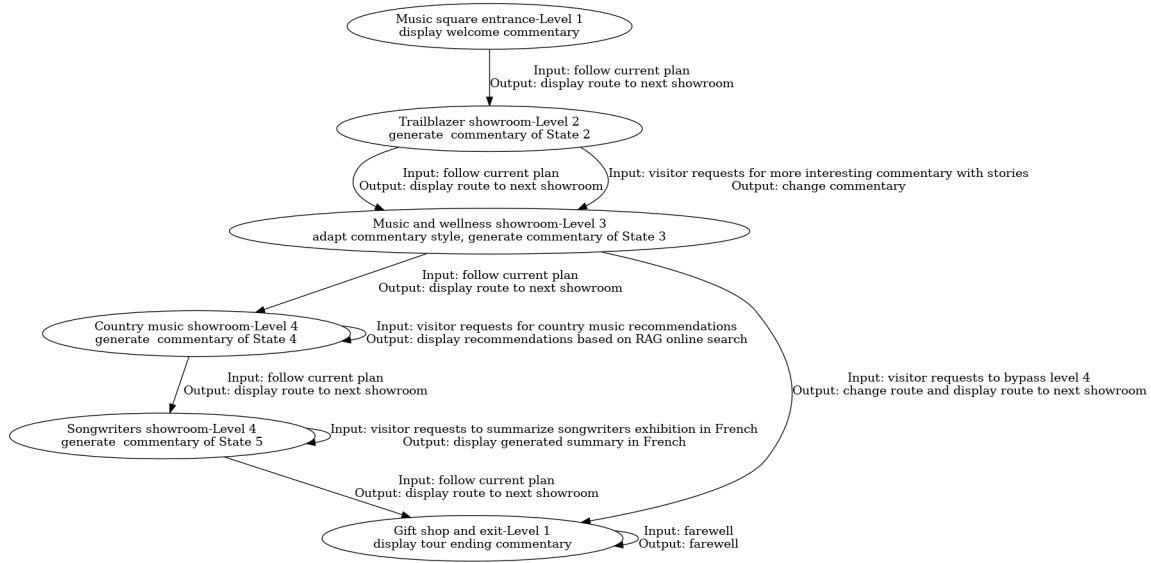 Music square entrance-Level 1
display welcome commentary
Input: follow current plan
Output: display route to next showroom
Trailblazer showroom-Level 2
generate  commentary of State 2
Input: follow current plan
Output: display route to next showroom
Input: visitor requests for more interesting commentary with stories
Output: change commentary
Music and wellness showroom-Level 3
adapt commentary style, generate commentary of State 3
Input: follow current plan
Output: display route to next showroom
Country music showroom-Level 4
generate  commentary of State 4
Input: visitor requests for country music recommendations
Output: display recommendations based on RAG online search
Input: visitor requests to bypass level 4
Output: change route and display route to next showroom
Input: follow current plan
Output: display route to next showroom
Songwriters showroom-Level 4
generate  commentary of State 5
Input: visitor requests to summarize songwriters exhibition in French
Output: display generated summary in French
Input: follow current plan
Output: display route to next showroom
Gift shop and exit-Level 1
display tour ending commentary
Input: farewell
Output: farewell